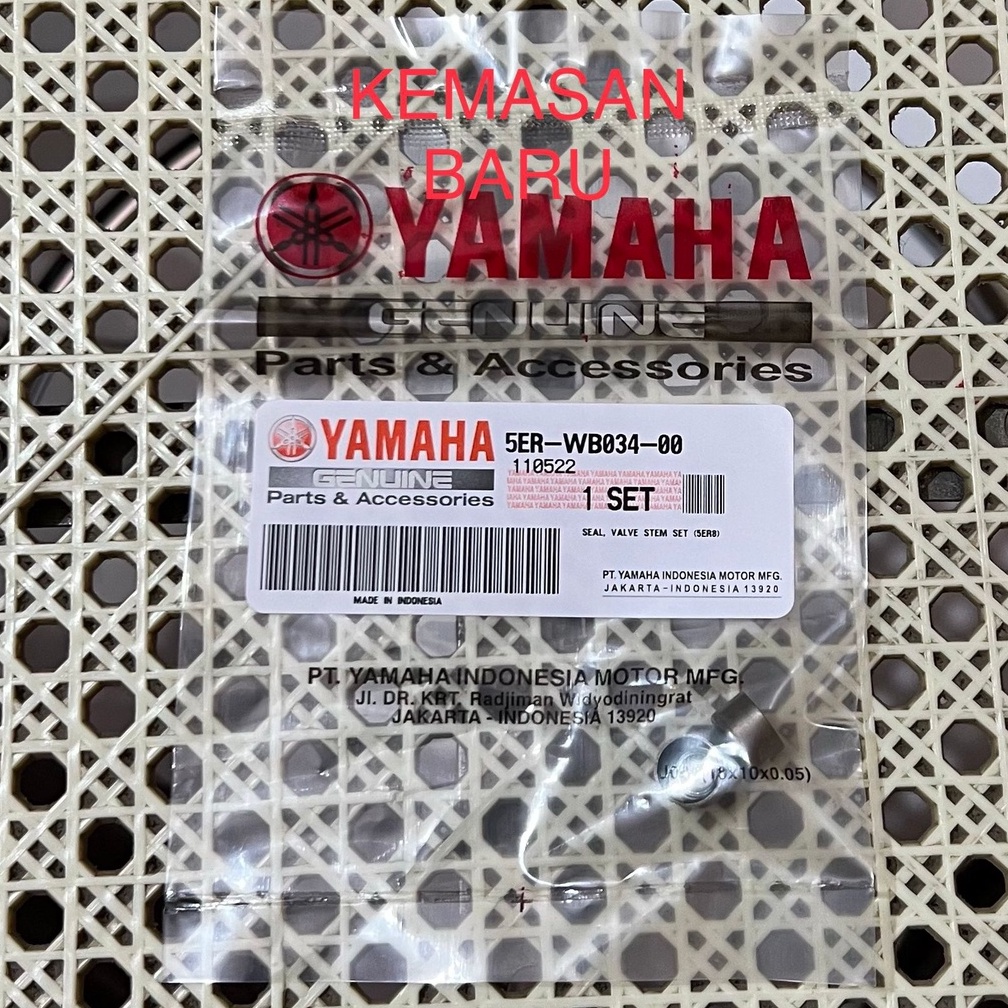 KEMASAN
BARU
YAMAHA
GENUINE
Parts & Accessories
YAMAHA 5ER-WB034-00
GENUINE 110522
Parts & Accessories 1 SET
SEAL, VALVE STEM SET (5ER8)
PT. YAMAHA INDONESIA MOTOR MFG.
JAKARTA-INDONESIA 13920
MADE IN INDONESIA
PT. YAMAHA INDONESIA MOTOR MFG.
Jl. DR. KRT. Radjiman Widyodiningrat
JAKARTA - INDONESIA 13920